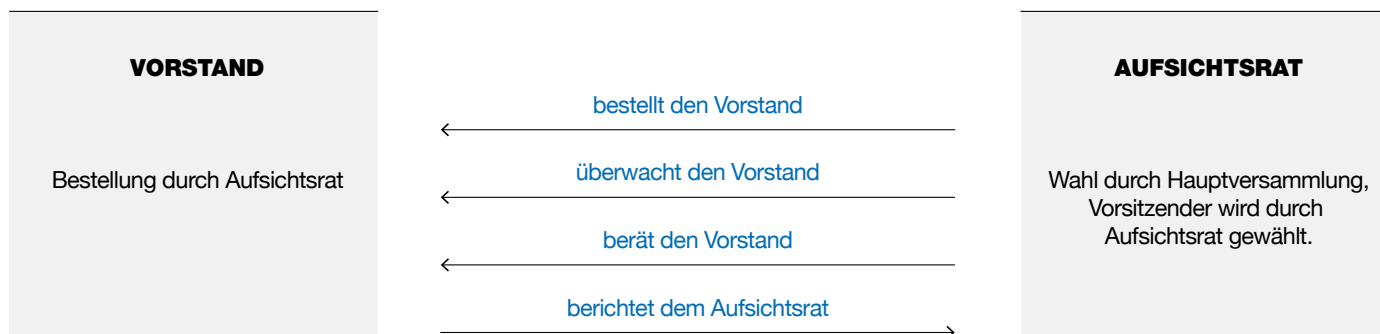 VORSTAND
Bestellung durch Aufsichtsrat
bestellt den Vorstand
überwacht den Vorstand
berät den Vorstand
berichtet dem Aufsichtsrat
AUFSICHTSRAT
Wahl durch Hauptversammlung,
Vorsitzender wird durch
Aufsichtsrat gewählt.